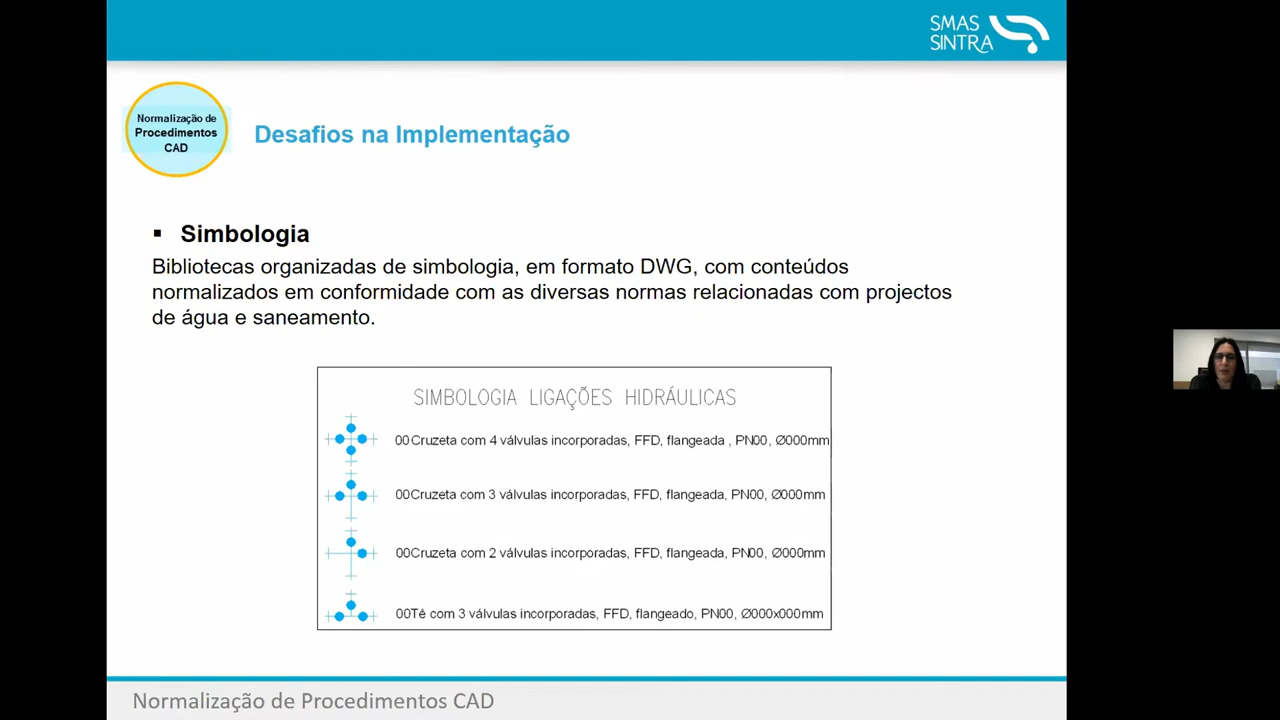 SMAS
SINTRA
Normalização de
Procedimentos
CAD
Desafios na Implementação
▪ Simbologia
Bibliotecas organizadas de simbologia, em formato DWG, com conteúdos
normalizados em conformidade com as diversas normas relacionadas com projectos
de água e saneamento.
SIMBOLOGIA LIGAÇÕES HIDRÁULICAS
00Cruzeta com 4 válvulas incorporadas, FFD, flangeada , PN00, Ø000mm
00Cruzeta com 3 válvulas incorporadas, FFD, flangeada, PN00, Ø000mm
00Cruzeta com 2 válvulas incorporadas, FFD, flangeada, PN00, Ø000mm
00Tê com 3 válvulas incorporadas, FFD, flangeado, PN00, Ø000x000mm
Normalização de Procedimentos CAD